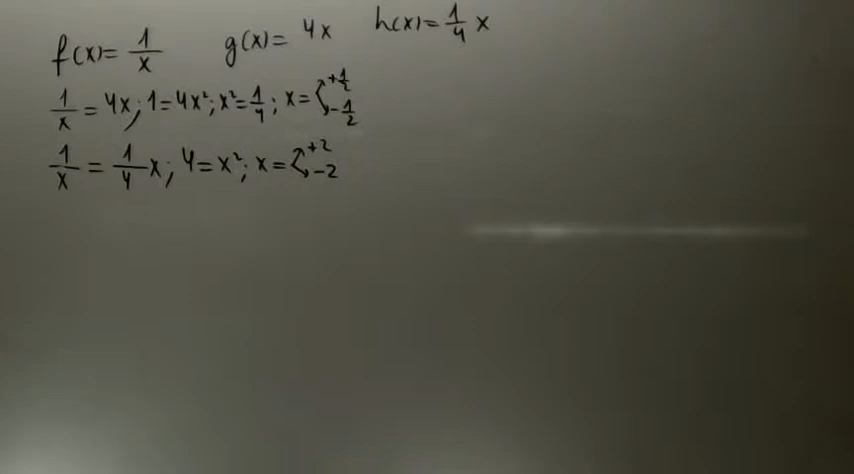 f(x)= 1/x g(x)= 4x h(x)= 1/4 x
1/x = 4x; 1=4x²; x²=1/4; x= +1/2 -1/2
1/x = 1/4 x; 4=x²; x= +2 -2